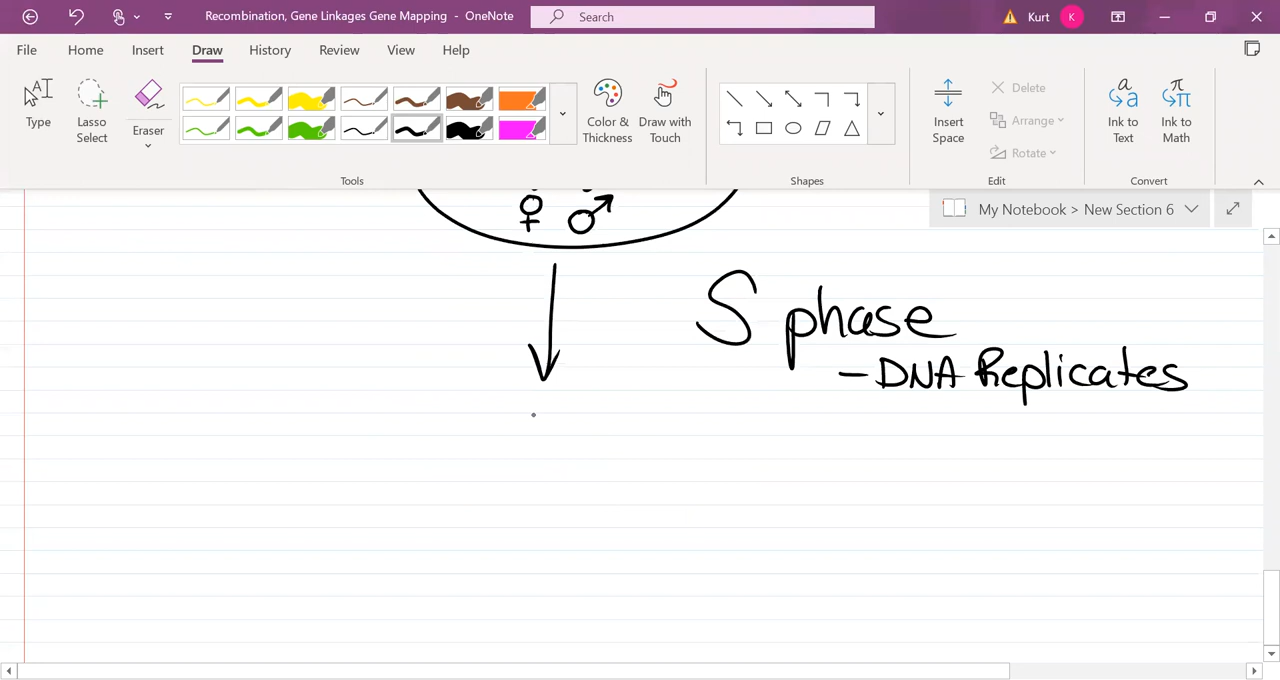 Recombination, Gene Linkages Gene Mapping - OneNote
Search
Kurt
K
File Home Insert Draw History Review View Help
Type
Lasso Select
Eraser
Color & Thickness
Draw with Touch
Insert Space
Delete
Arrange
Rotate
Ink to Text
Ink to Math
Tools
Shapes
Edit
Convert
My Notebook > New Section 6
♀ ♂
S phase
- DNA Replicates